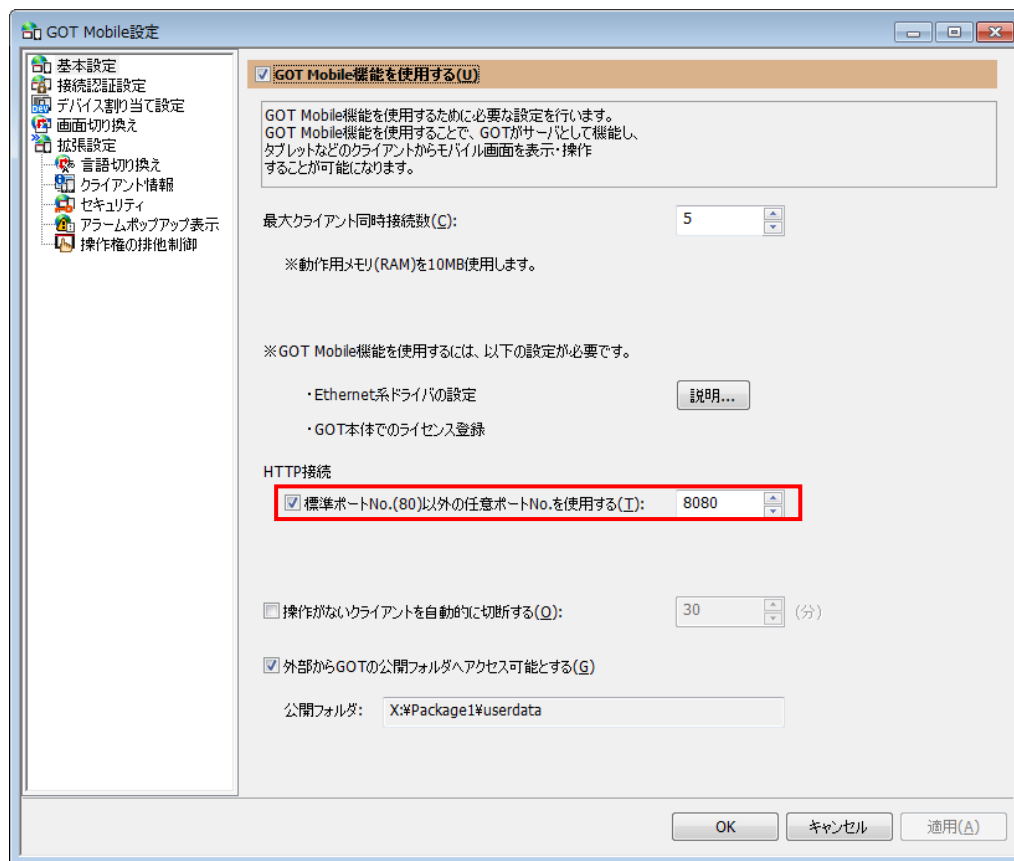 GOT Mobile設定
基本設定
接続認証設定
デバイス割り当て設定
画面切り換え
拡張設定
言語切り換え
クライアント情報
セキュリティ
アラームポップアップ表示
操作権の排他制御
GOT Mobile機能を使用する(U)
GOT Mobile機能を使用するために必要な設定を行います。
GOT Mobile機能を使用することで、GOTがサーバとして機能し、
タブレットなどのクライアントからモバイル画面を表示・操作
することが可能になります。
最大クライアント同時接続数(C): 5
※動作用メモリ(RAM)を10MB使用します。
※GOT Mobile機能を使用するには、以下の設定が必要です。
・Ethernet系ドライバの設定 説明...
・GOT本体でのライセンス登録
HTTP接続
標準ポートNo.(80)以外の任意ポートNo.を使用する(T): 8080
操作がないクライアントを自動的に切断する(O): 30 (分)
外部からGOTの公開フォルダへアクセス可能とする(G)
公開フォルダ: X:¥Package1¥userdata
OK キャンセル 適用(A)